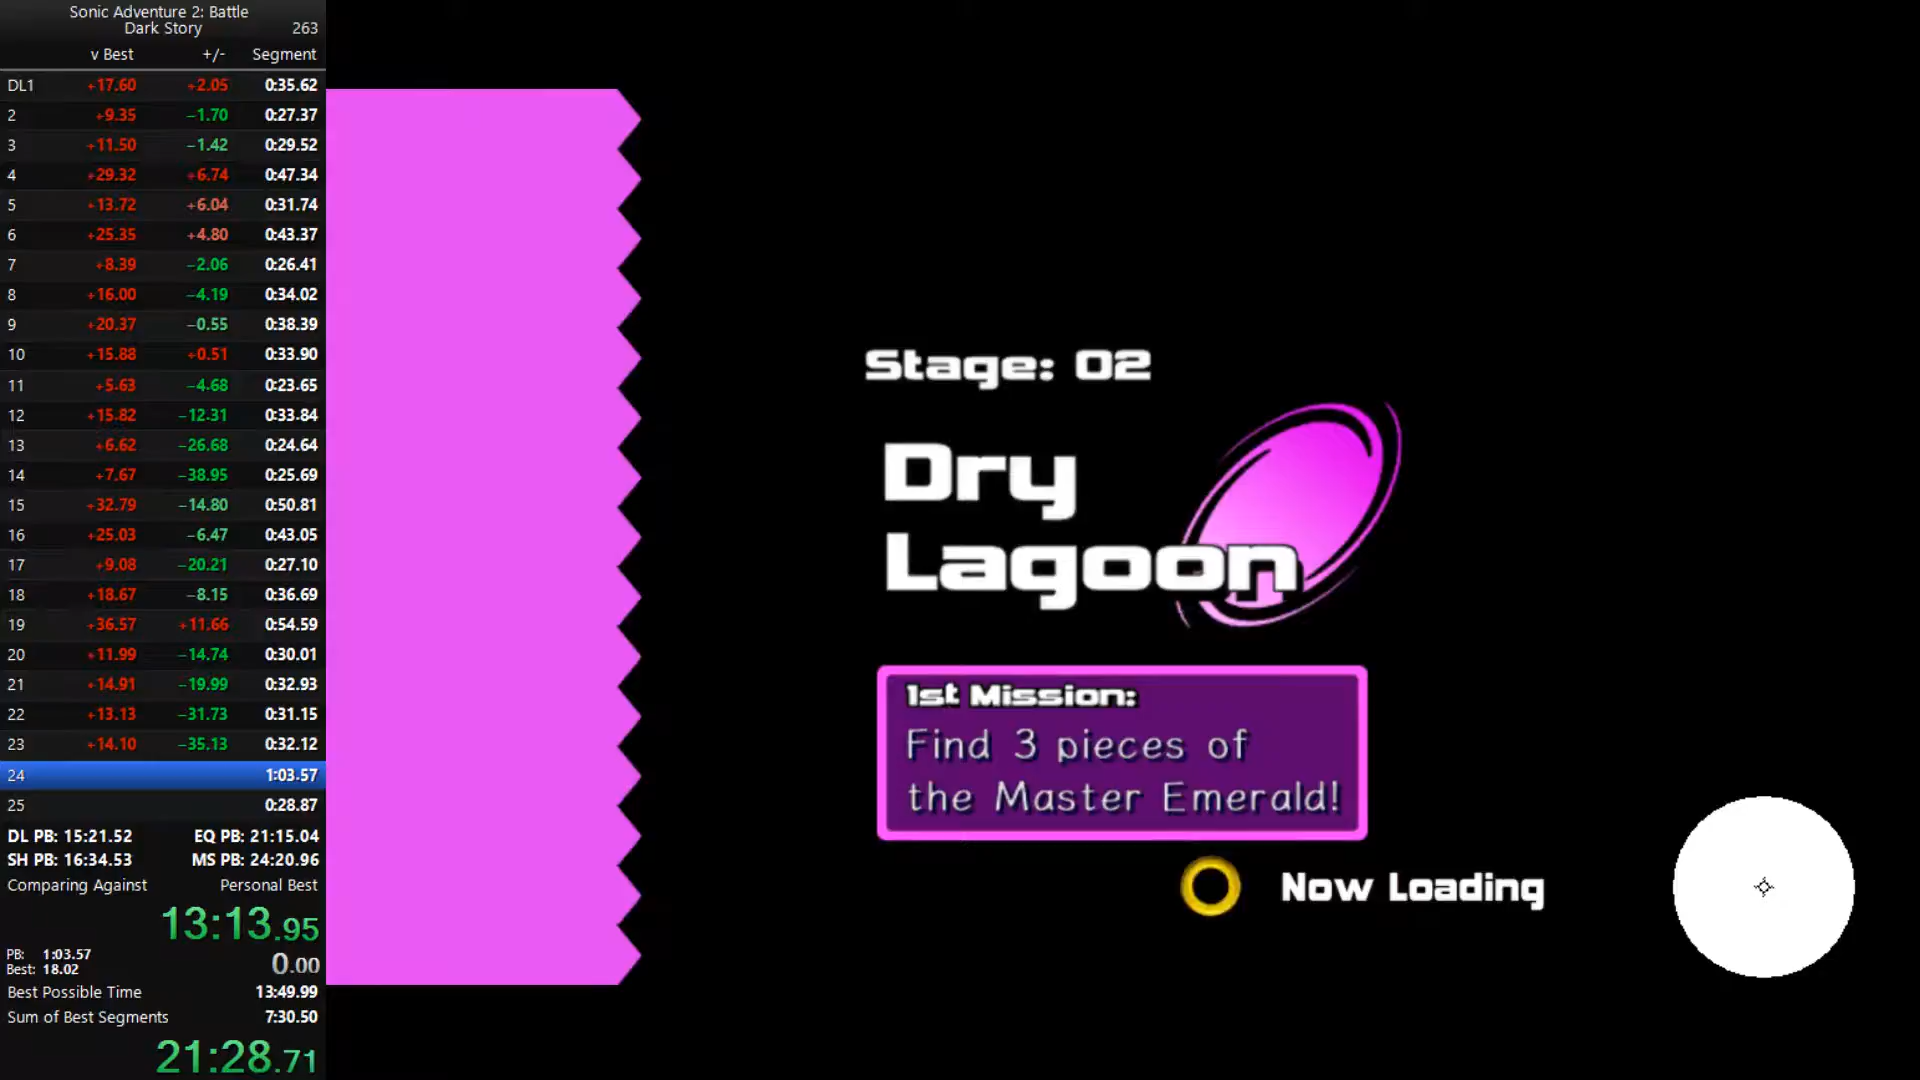 Sonic Adventure 2: Battle
Dark Story 263
v Best +/- Segment
DL1 +17.60 +2.05 0:35.62
2 +9.35 −1.70 0:27.37
3 +11.50 −1.42 0:29.52
4 +29.32 +6.74 0:47.34
5 +13.72 +6.04 0:31.74
6 +25.35 +4.80 0:43.37
7 +8.39 −2.06 0:26.41
8 +16.00 −4.19 0:34.02
9 +20.37 −0.55 0:38.39
10 +15.88 +0.51 0:33.90
11 +5.63 −4.68 0:23.65
12 +15.82 −12.31 0:33.84
13 +6.62 −26.68 0:24.64
14 +7.67 −38.95 0:25.69
15 +32.79 −14.80 0:50.81
16 +25.03 −6.47 0:43.05
17 +9.08 −20.21 0:27.10
18 +18.67 −8.15 0:36.69
19 +36.57 +11.66 0:54.59
20 +11.99 −14.74 0:30.01
21 +14.91 −19.99 0:32.93
22 +13.13 −31.73 0:31.15
23 +14.10 −35.13 0:32.12
24 1:03.57
25 0:28.87
DL PB: 15:21.52 EQ PB: 21:15.04
SH PB: 16:34.53 MS PB: 24:20.96
Comparing Against Personal Best
13:13.95
PB: 1:03.57
Best: 18.02
0.00
Best Possible Time 13:49.99
Sum of Best Segments 7:30.50
21:28.71
Stage: 02
Dry
Lagoon
1st Mission:
Find 3 pieces of
the Master Emerald!
Now Loading